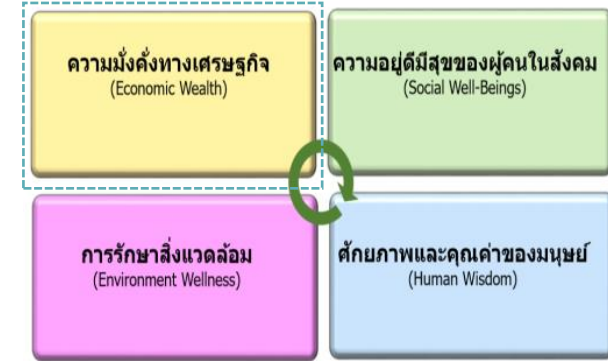 ความมั่งคั่งทางเศรษฐกิจ
(Economic Wealth)
ความอยู่ดีมีสุขของผู้คนในสังคม
(Social Well-Beings)
การรักษาสิ่งแวดล้อม
(Environment Wellness)
ศักยภาพและคุณค่าของมนุษย์
(Human Wisdom)